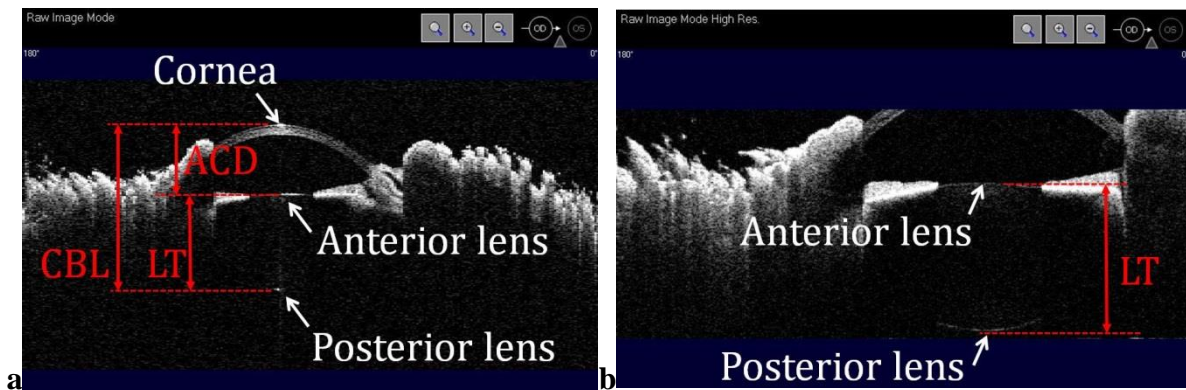 Raw Image Mode
OD
OS
180°
0°
Cornea
ACD
Anterior lens
CBL
LT
Posterior lens
a
Raw Image Mode High Res.
OD
OS
180°
Anterior lens
LT
Posterior lens
b